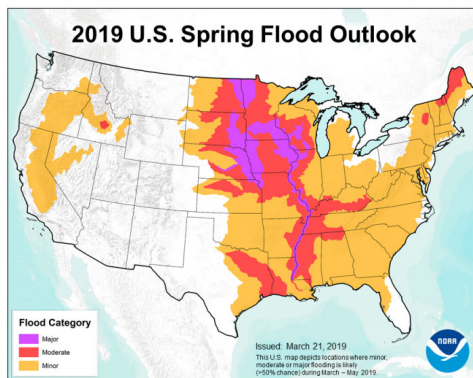 2019 U.S. Spring Flood Outlook
Flood Category
Major
Moderate
Minor
Issued: March 21, 2019
This U.S. map depicts locations where minor,
moderate or major flooding is likely
(>50% chance) during March – May 2019.
NOAA